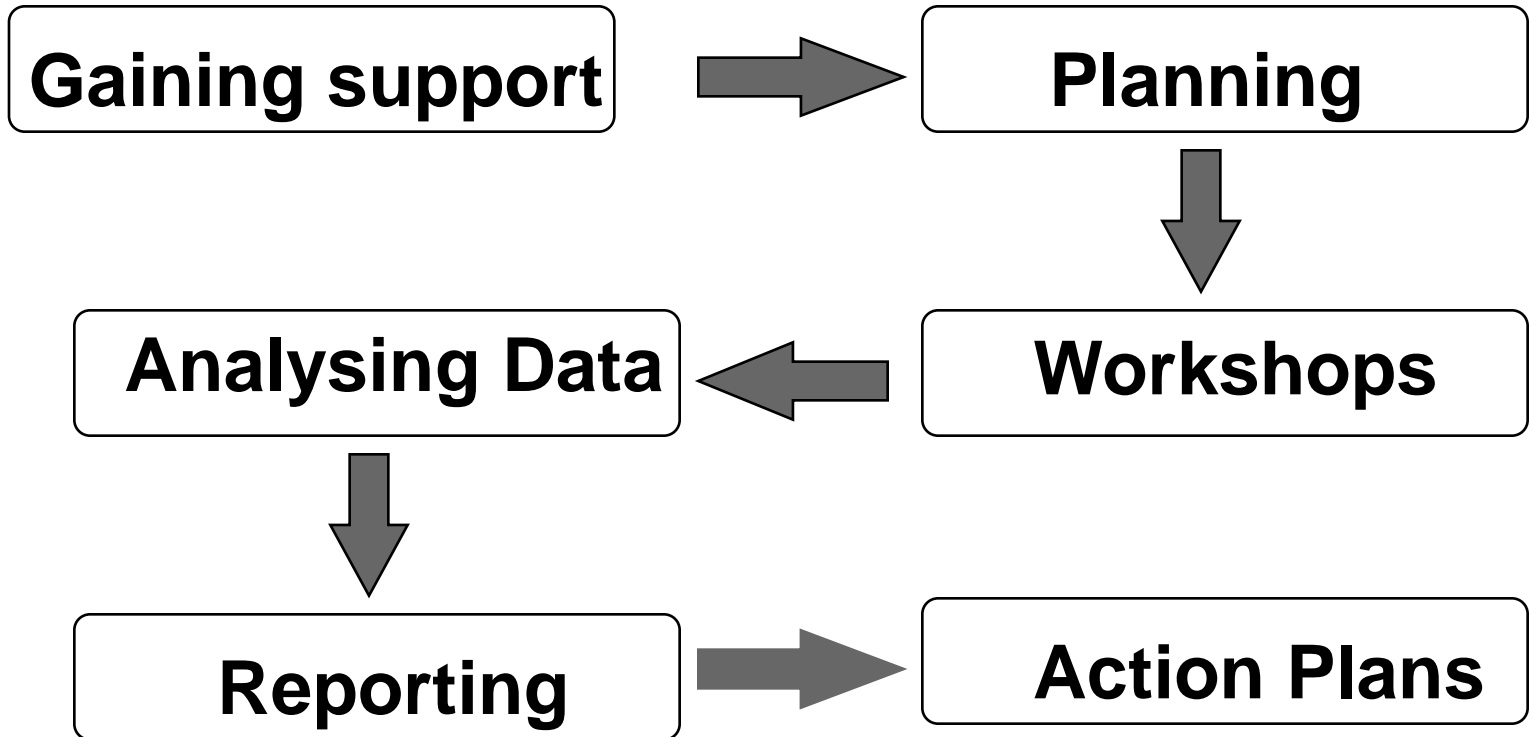 Gaining support
Planning
Workshops
Analysing Data
Reporting
Action Plans